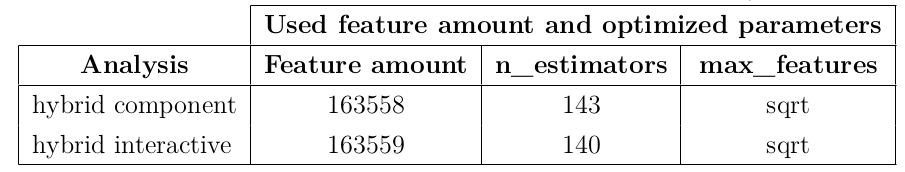 Used feature amount and optimized parameters
Analysis Feature amount n_estimators max_features
hybrid component 163558 143 sqrt
hybrid interactive 163559 140 sqrt